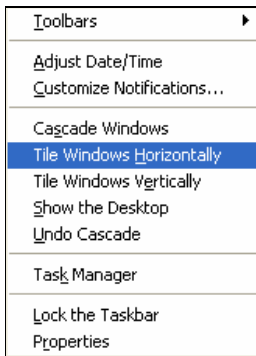 Toolbars
Adjust Date/Time
Customize Notifications...
Cascade Windows
Tile Windows Horizontally
Tile Windows Vertically
Show the Desktop
Undo Cascade
Task Manager
Lock the Taskbar
Properties